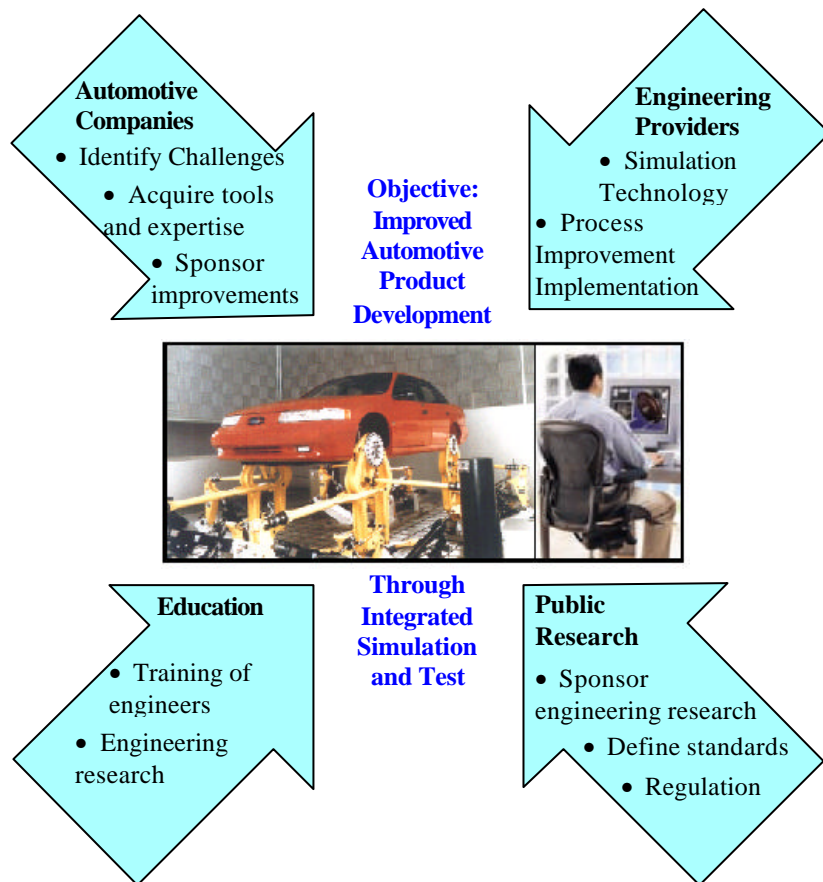 Automotive
Companies
• Identify Challenges
• Acquire tools
and expertise
• Sponsor
improvements
Objective:
Improved
Automotive
Product
Development
Engineering
Providers
• Simulation
Technology
• Process
Improvement
Implementation
Education
• Training of
engineers
• Engineering
research
Through
Integrated
Simulation
and Test
Public
Research
• Sponsor
engineering research
• Define standards
• Regulation